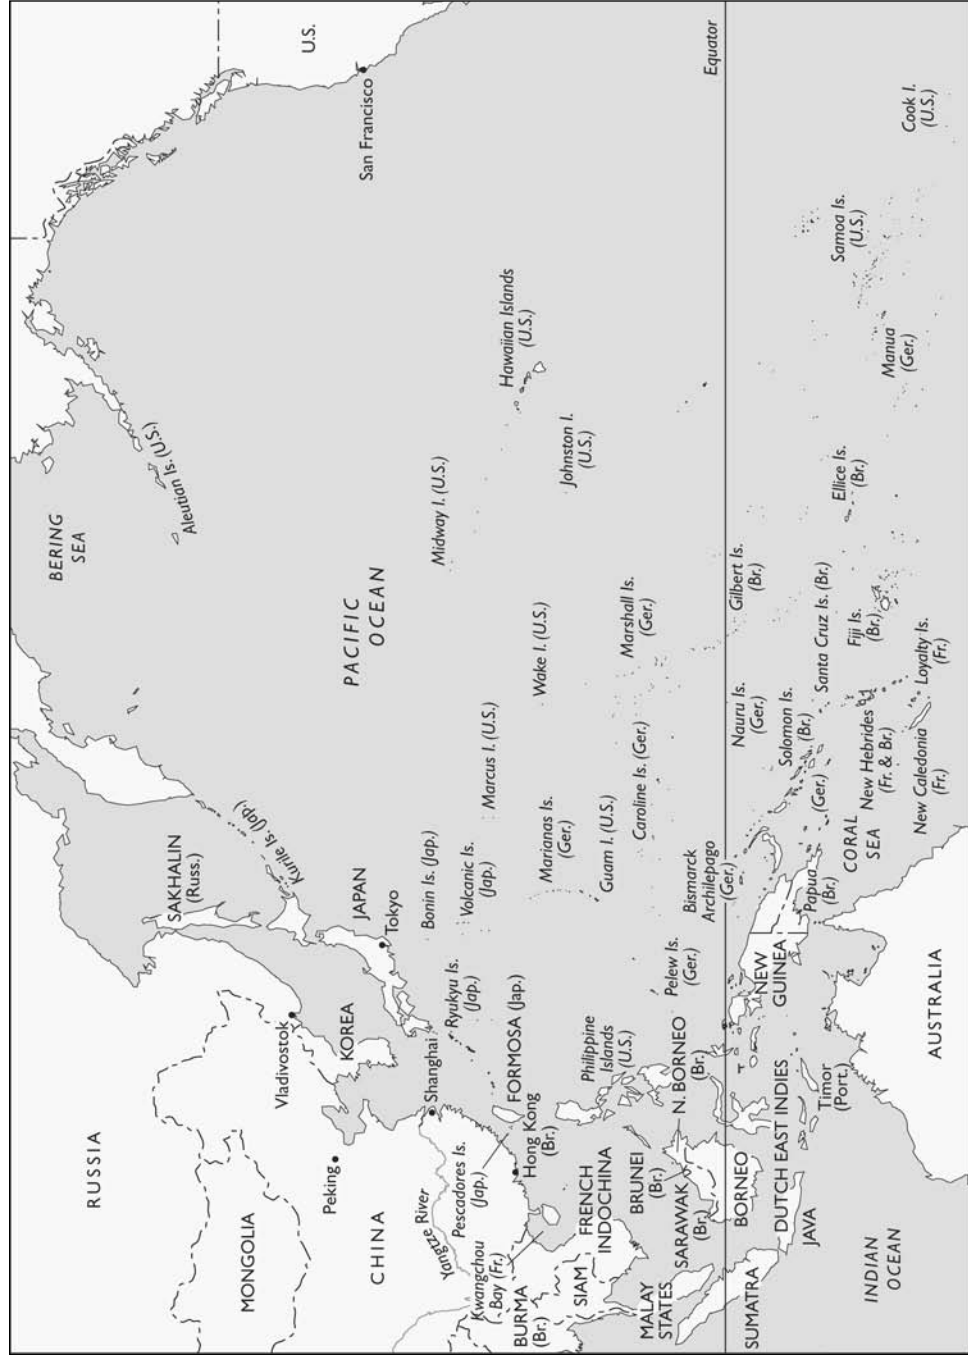 RUSSIA
MONGOLIA
CHINA
Peking
Vladivostok
KOREA
JAPAN
Tokyo
SAKHALIN
(Russ.)
Kurile Is. (Jap.)
BERING
SEA
Aleutian Is. (U.S.)
U.S.
San Francisco
PACIFIC
OCEAN
Yangtze River
Shanghai
Pescadores Is.
(Jap.)
Kwangchou
Bay (Fr.)
Hong Kong
(Br.)
FORMOSA (Jap.)
Ryukyu Is.
(Jap.)
Bonin Is. (Jap.)
Volcanic Is.
(Jap.)
Marcus I. (U.S.)
Midway I. (U.S.)
Hawaiian Islands
(U.S.)
Johnston I.
(U.S.)
Wake I. (U.S.)
Marianas Is.
(Ger.)
Guam I. (U.S.)
Marshall Is.
(Ger.)
Caroline Is. (Ger.)
Philippine
Islands
(U.S.)
Pelew Is.
(Ger.)
BURMA
(Br.)
SIAM
FRENCH
INDOCHINA
MALAY
STATES
BRUNEI
(Br.)
SARAWAK
(Br.)
N. BORNEO
(Br.)
BORNEO
SUMATRA
JAVA
DUTCH EAST INDIES
Timor
(Port.)
NEW
GUINEA
Papua
(Br.)
Bismarck
Archilepago
(Ger.)
Equator
Nauru Is.
(Ger.)
Gilbert Is.
(Br.)
Solomon Is.
(Br.)
(Ger.)
Santa Cruz Is. (Br.)
Ellice Is.
(Br.)
Fiji Is.
(Br.)
New Hebrides
(Fr. & Br.)
New Caledonia
(Fr.)
Loyalty Is.
(Fr.)
CORAL
SEA
Samoa Is.
(U.S.)
Manua
(Ger.)
Cook I.
(U.S.)
INDIAN
OCEAN
AUSTRALIA